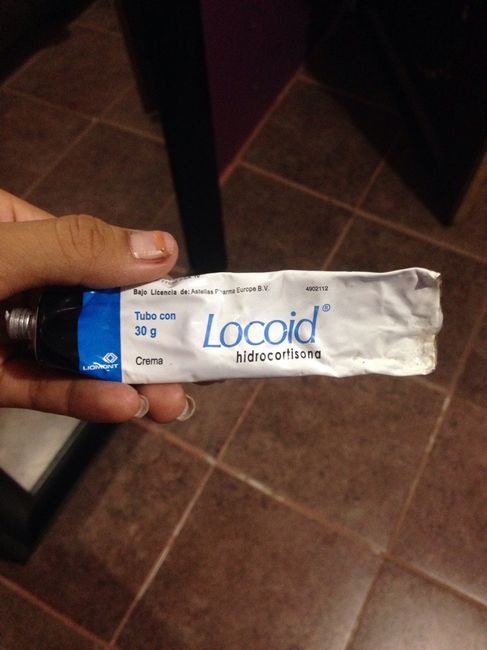 Bajo Licencia de: Astellas Pharma Europe B.V.
4902112
Tubo con
30 g
Locoid®
hidrocortisona
Crema
LIOMONT